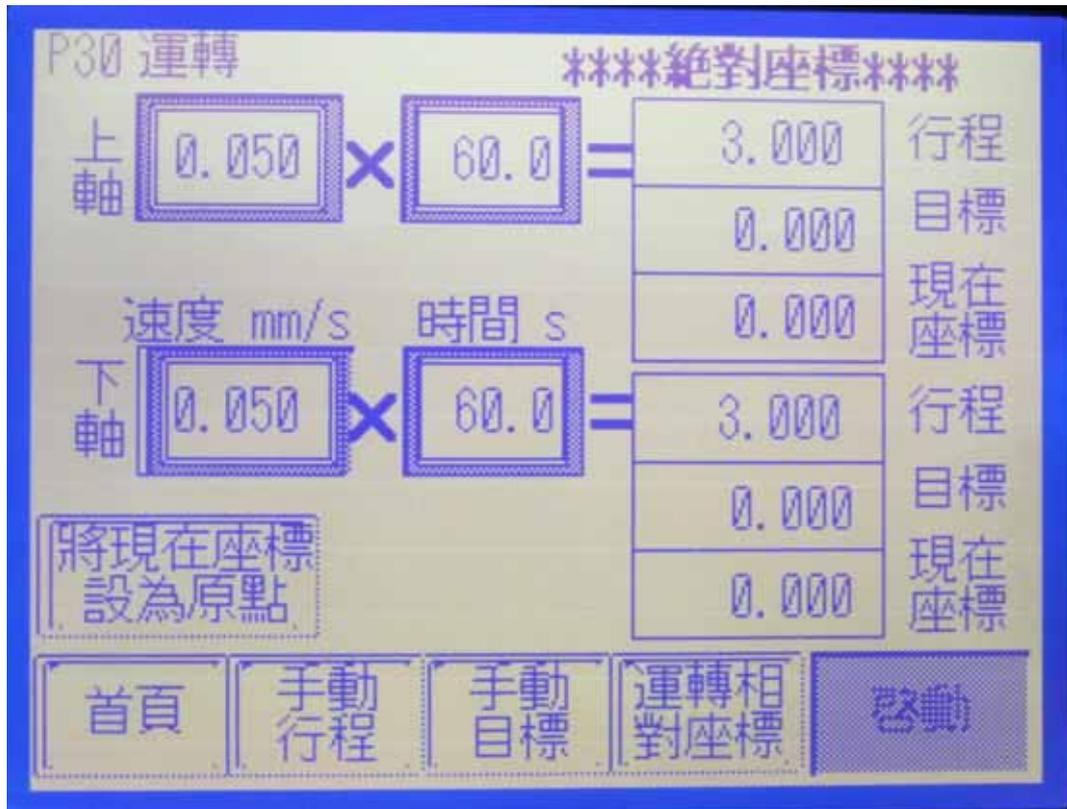 P30 運轉
****絕對座標****
上軸
0.050 × 60.0 = 3.000 行程
0.000 目標
0.000 現在座標
速度 mm/s 時間 s
下軸
0.050 × 60.0 = 3.000 行程
0.000 目標
0.000 現在座標
將現在座標
設為原點
首頁
手動
行程
手動
目標
運轉相
對座標
啓動